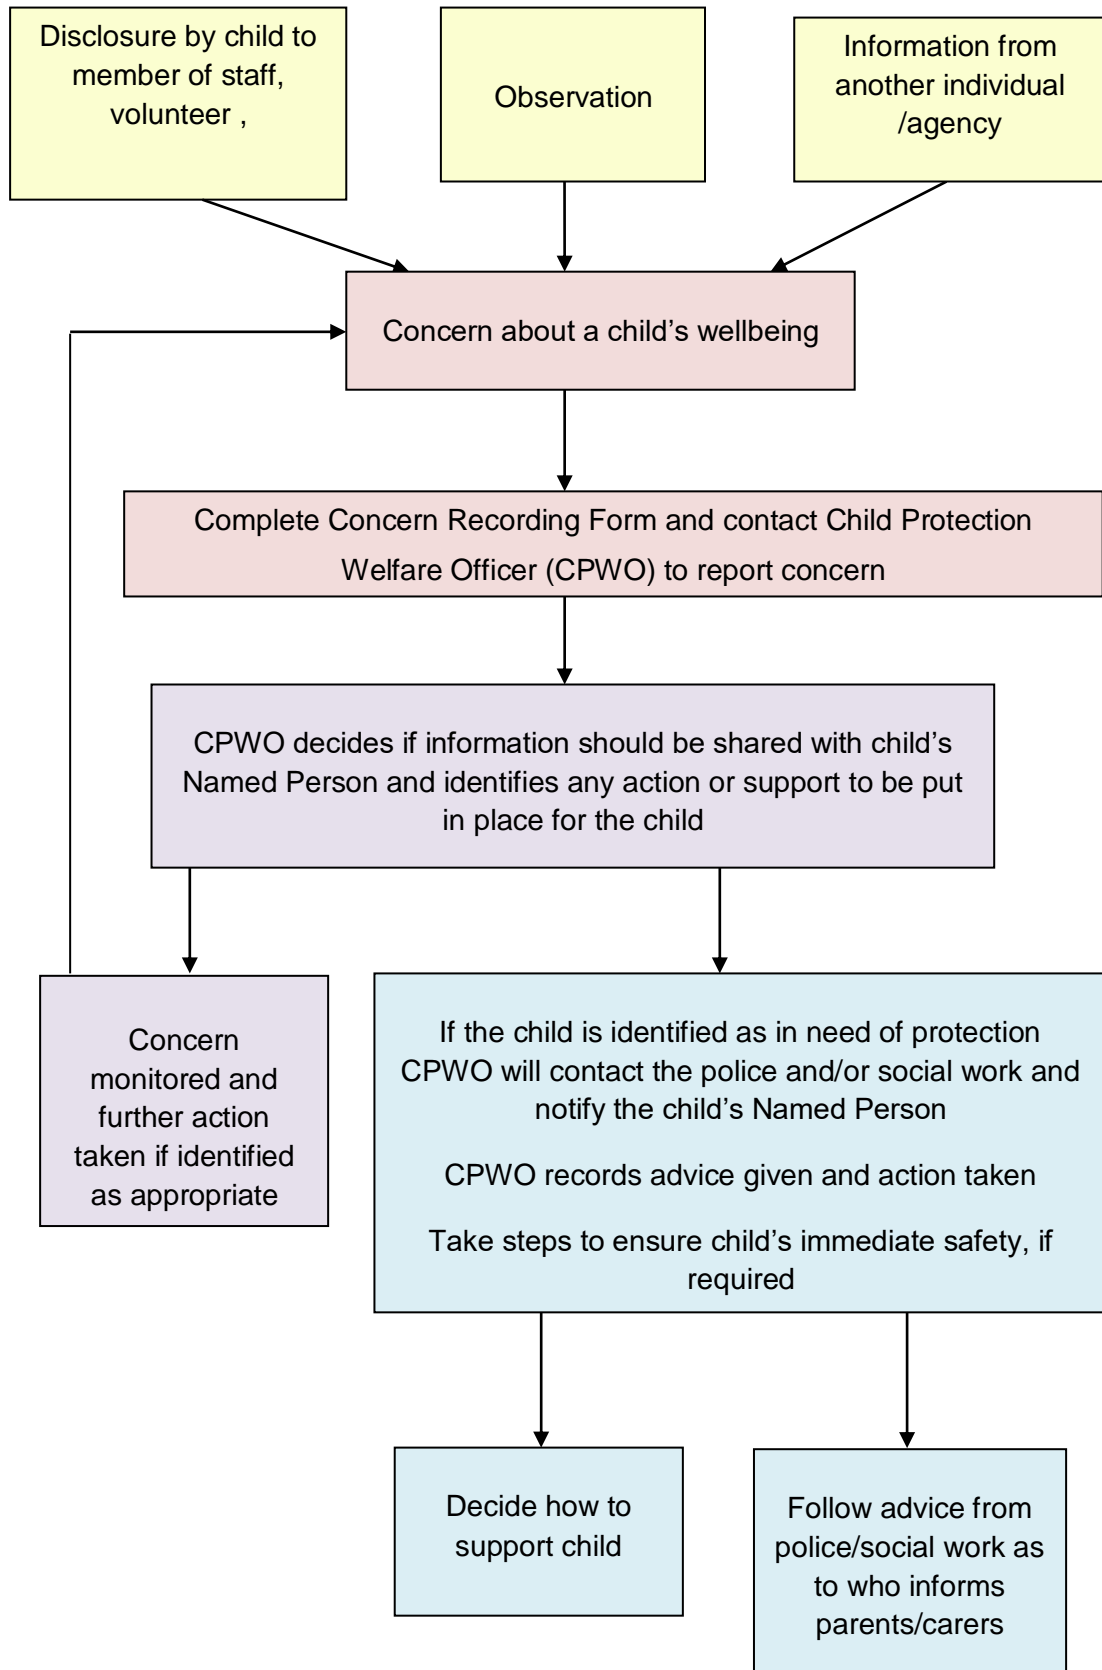 Disclosure by child to
member of staff,
volunteer ,
Observation
Information from
another individual
/agency
Concern about a child’s wellbeing
Complete Concern Recording Form and contact Child Protection
Welfare Officer (CPWO) to report concern
CPWO decides if information should be shared with child’s
Named Person and identifies any action or support to be put
in place for the child
Concern
monitored and
further action
taken if identified
as appropriate
If the child is identified as in need of protection
CPWO will contact the police and/or social work and
notify the child’s Named Person
CPWO records advice given and action taken
Take steps to ensure child’s immediate safety, if
required
Decide how to
support child
Follow advice from
police/social work as
to who informs
parents/carers